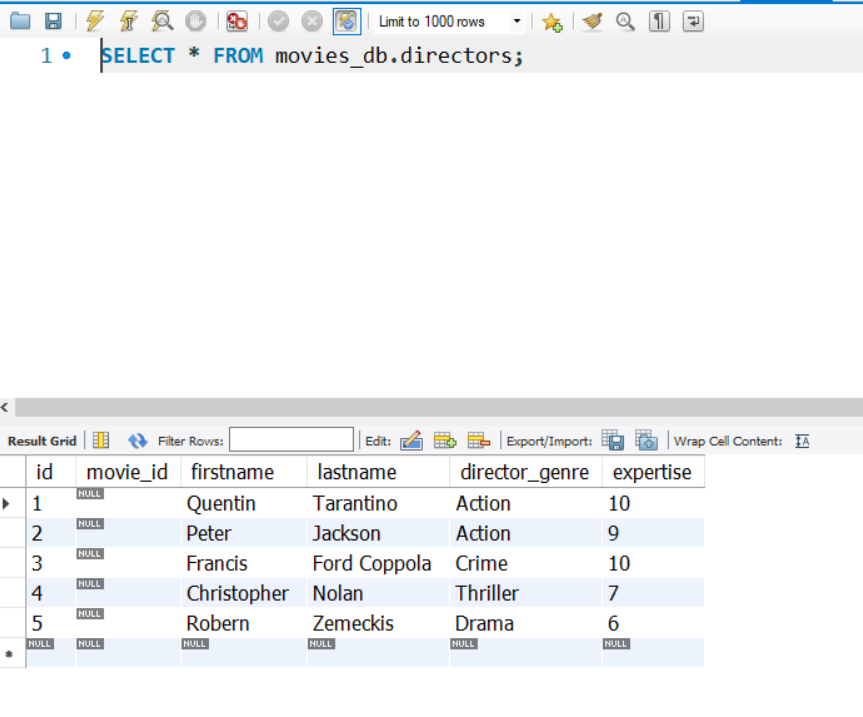 Limit to 1000 rows
1 SELECT * FROM movies_db.directors;
Result Grid Filter Rows: Edit: Export/Import: Wrap Cell Content:
id movie_id firstname lastname director_genre expertise
1 NULL Quentin Tarantino Action 10
2 NULL Peter Jackson Action 9
3 NULL Francis Ford Coppola Crime 10
4 NULL Christopher Nolan Thriller 7
5 NULL Robern Zemeckis Drama 6
NULL NULL NULL NULL NULL NULL